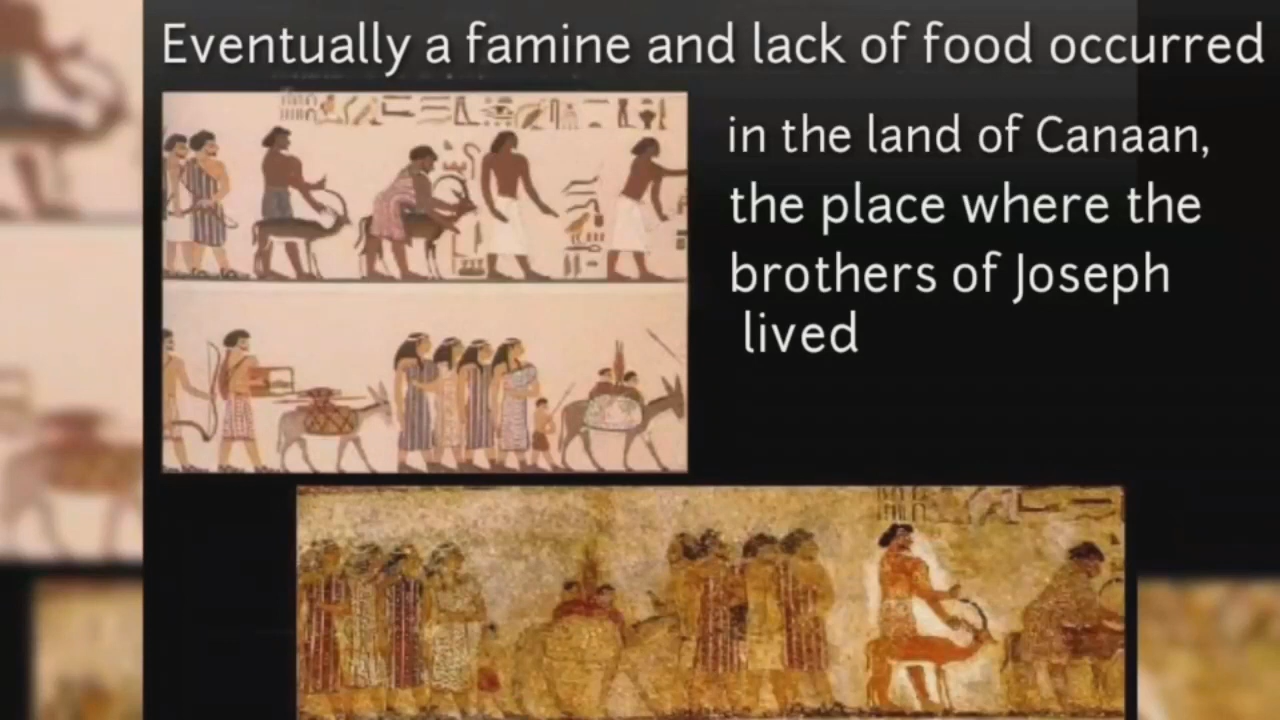 Eventually a famine and lack of food occurred
in the land of Canaan,
the place where the
brothers of Joseph
lived